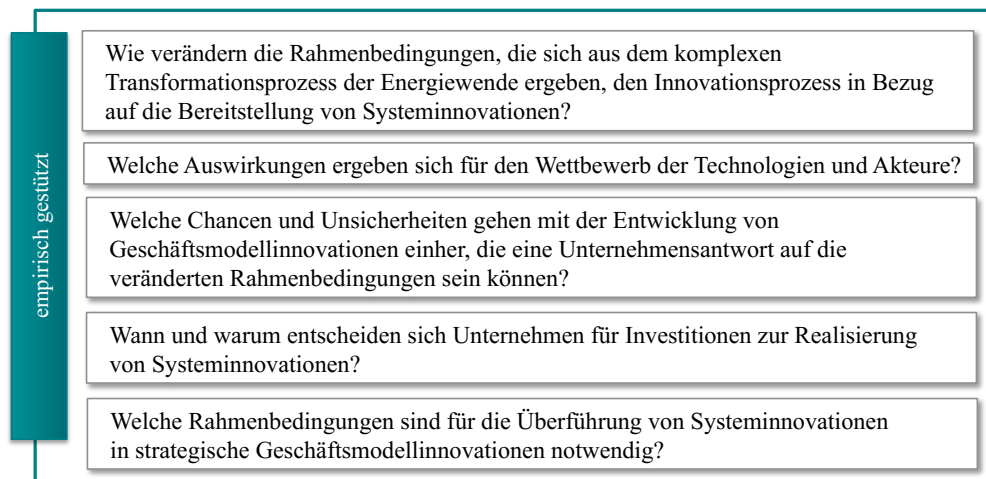 empirisch gestützt
Wie verändern die Rahmenbedingungen, die sich aus dem komplexen
Transformationsprozess der Energiewende ergeben, den Innovationsprozess in Bezug
auf die Bereitstellung von Systeminnovationen?
Welche Auswirkungen ergeben sich für den Wettbewerb der Technologien und Akteure?
Welche Chancen und Unsicherheiten gehen mit der Entwicklung von
Geschäftsmodellinnovationen einher, die eine Unternehmensantwort auf die
veränderten Rahmenbedingungen sein können?
Wann und warum entscheiden sich Unternehmen für Investitionen zur Realisierung
von Systeminnovationen?
Welche Rahmenbedingungen sind für die Überführung von Systeminnovationen
in strategische Geschäftsmodellinnovationen notwendig?